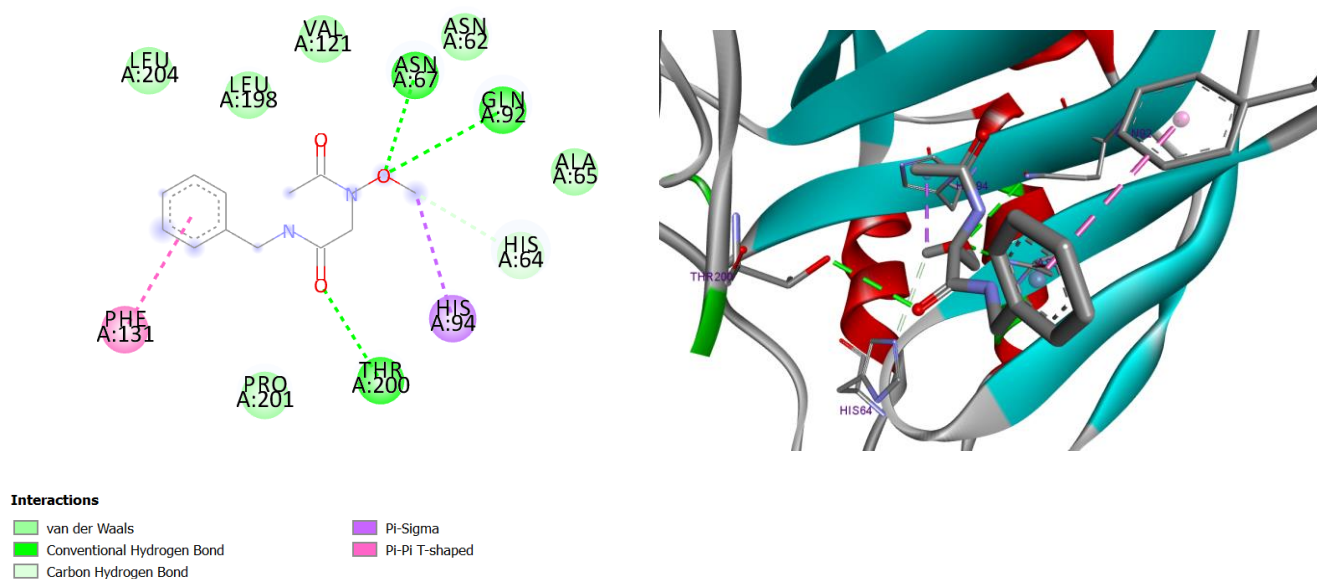 LEU
A:204
LEU
A:198
VAL
A:121
ASN
A:67
ASN
A:62
GLN
A:92
ALA
A:65
O
N
O
N
O
HIS
A:64
HIS
A:94
PHE
A:131
THR
A:200
PRO
A:201
THR200
HIS64
Interactions
van der Waals
Conventional Hydrogen Bond
Carbon Hydrogen Bond
Pi-Sigma
Pi-Pi T-shaped